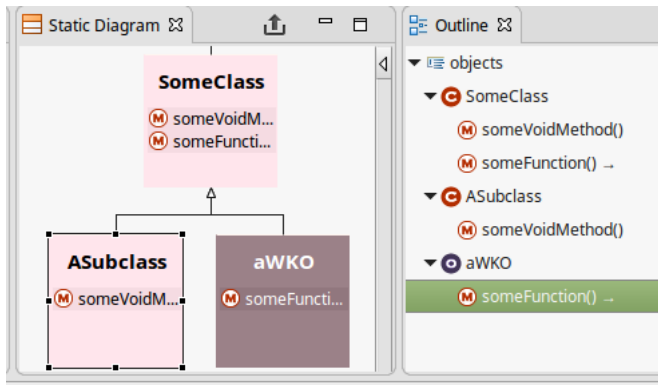 Static Diagram
SomeClass
M someVoidM...
M someFuncti...
ASubclass
M someVoidM...
aWKO
M someFuncti...
Outline
objects
C SomeClass
M someVoidMethod()
M someFunction() →
C ASubclass
M someVoidMethod()
aWKO
M someFunction() →